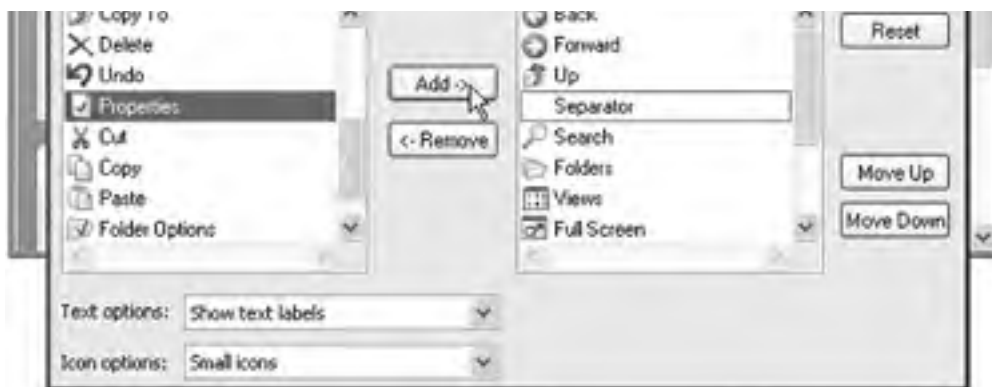 Copy To
Delete
Undo
Properties
Cut
Copy
Paste
Folder Options
Add ->
<- Remove
Back
Forward
Up
Separator
Search
Folders
Views
Full Screen
Reset
Move Up
Move Down
Text options: Show text labels
Icon options: Small icons